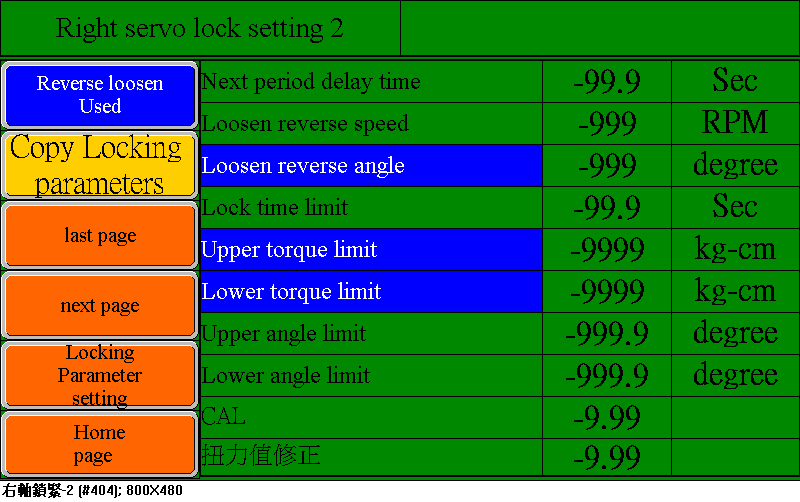 Right servo lock setting 2
Reverse loosen
Used
Copy Locking
parameters
last page
next page
Locking
Parameter
setting
Home
page
Next period delay time -99.9 Sec
Loosen reverse speed -999 RPM
Loosen reverse angle -999 degree
Lock time limit -99.9 Sec
Upper torque limit -9999 kg-cm
Lower torque limit -9999 kg-cm
Upper angle limit -999.9 degree
Lower angle limit -999.9 degree
CAL -9.99
扭力值修正 -9.99
右軸鎖緊-2 (#404); 800X480